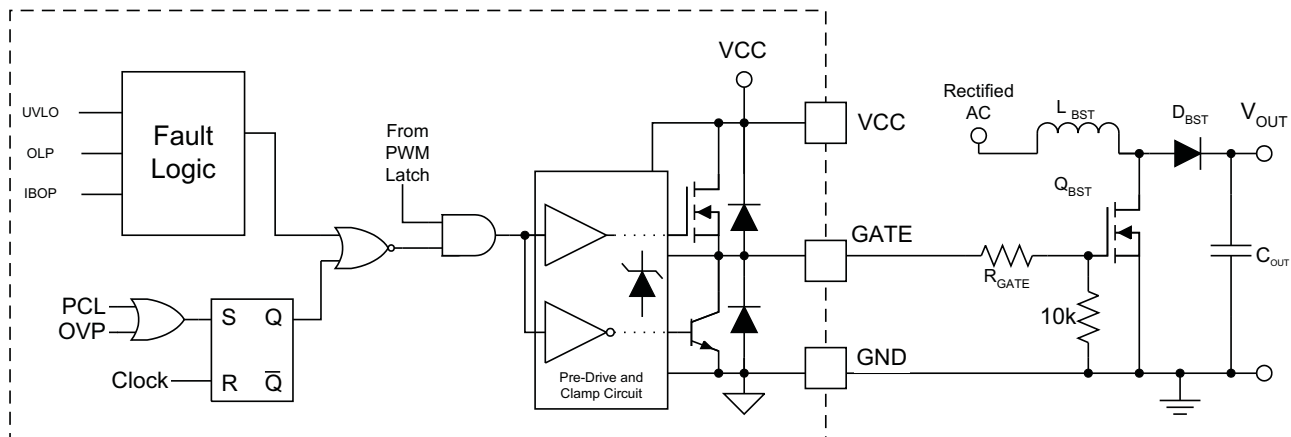 VCC
Rectified
AC
L BST
D BST
V OUT
UVLO
OLP
IBOP
Fault
Logic
From
PWM
Latch
VCC
Q BST
GATE
R GATE
C OUT
10k
PCL
OVP
S Q
R Q̅
Clock
Pre-Drive and
Clamp Circuit
GND